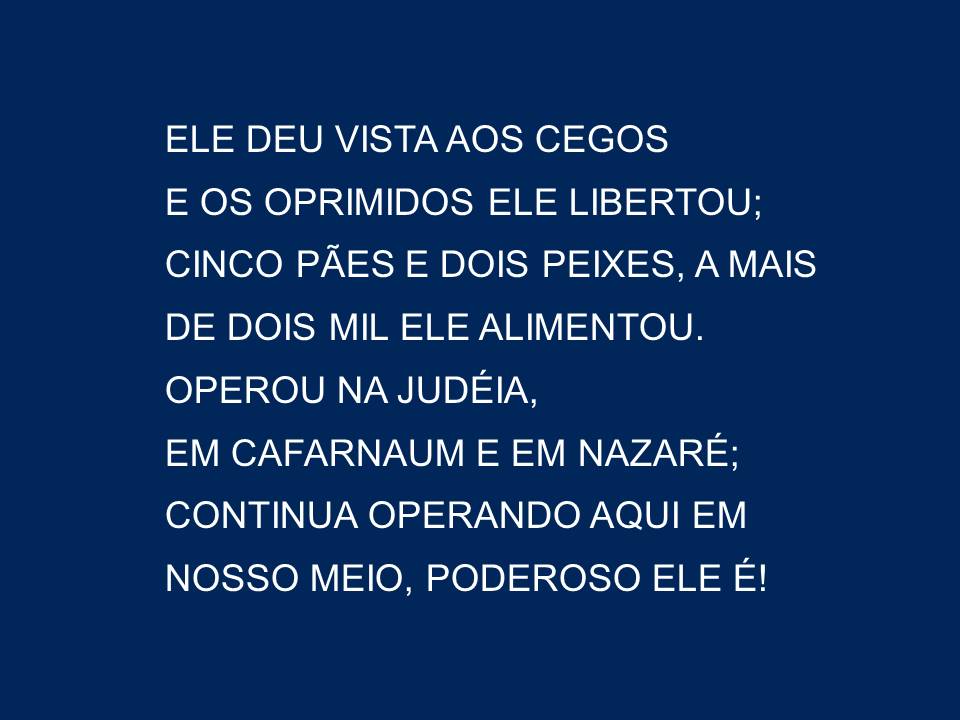 ELE DEU VISTA AOS CEGOS
E OS OPRIMIDOS ELE LIBERTOU;
CINCO PÃES E DOIS PEIXES, A MAIS
DE DOIS MIL ELE ALIMENTOU.
OPEROU NA JUDÉIA,
EM CAFARNAUM E EM NAZARÉ;
CONTINUA OPERANDO AQUI EM
NOSSO MEIO, PODEROSO ELE É!